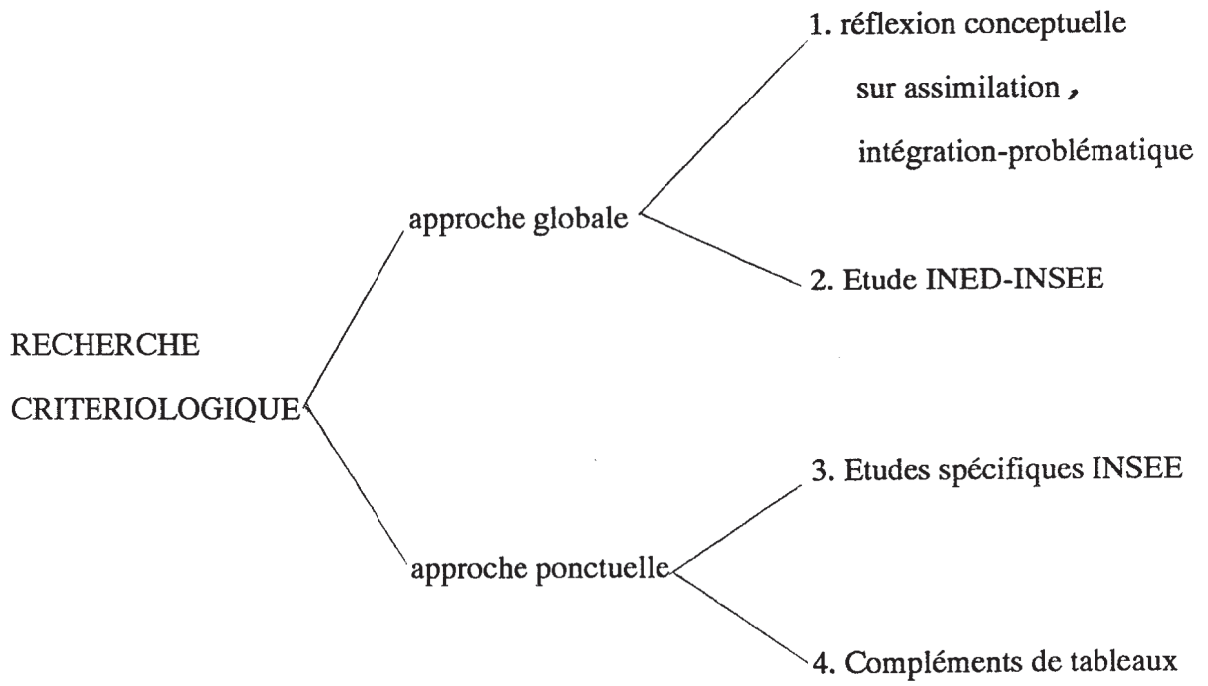 1. réflexion conceptuelle
sur assimilation ,
intégration-problématique
approche globale
2. Etude INED-INSEE
RECHERCHE
CRITERIOLOGIQUE
3. Etudes spécifiques INSEE
approche ponctuelle
4. Compléments de tableaux